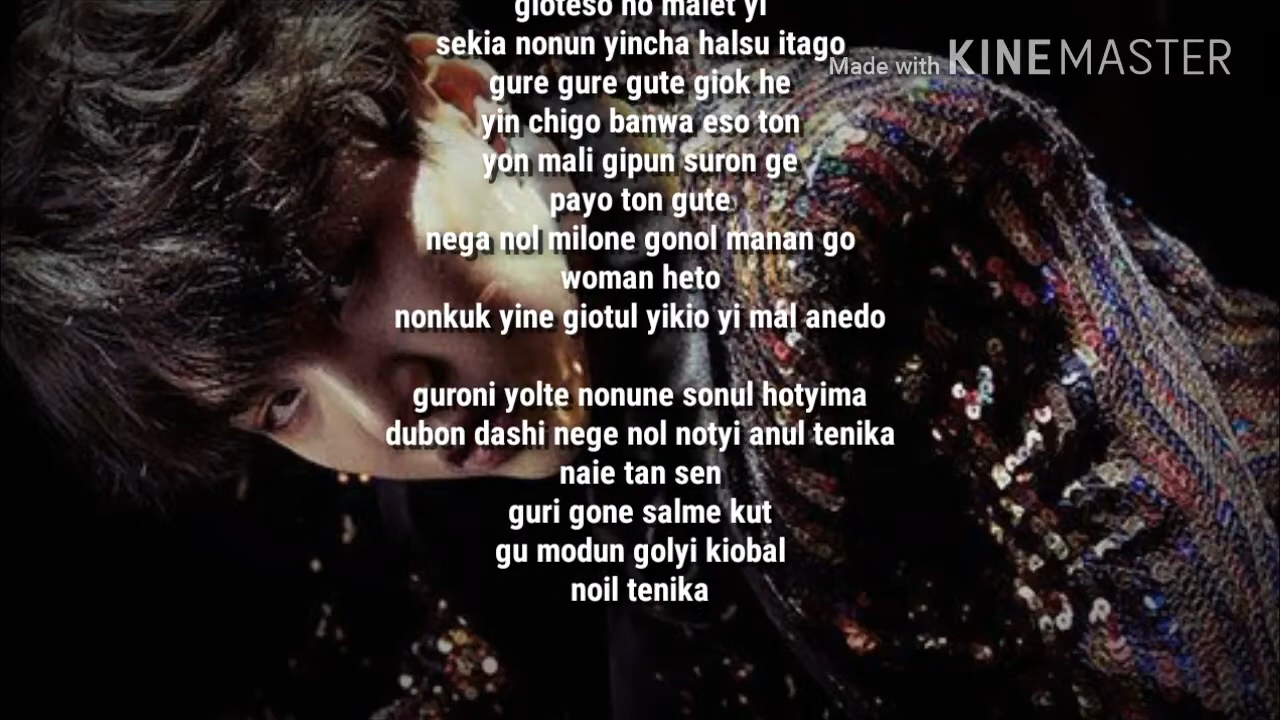 gioteso no malet yi
sekia nonun yincha halsu itago
Made with KINEMASTER
gure gure gute giok he
yin chigo banwa eso ton
yon mali gipun suron ge
payo ton gute
nega nol milone gonol manan go
woman heto
nonkuk yine giotul yikio yi mal anedo
guroni yolte nonune sonul hotyima
dubon dashi nege nol notyi anul tenika
naie tan sen
guri gone salme kut
gu modun golyi kiobal
noil tenika